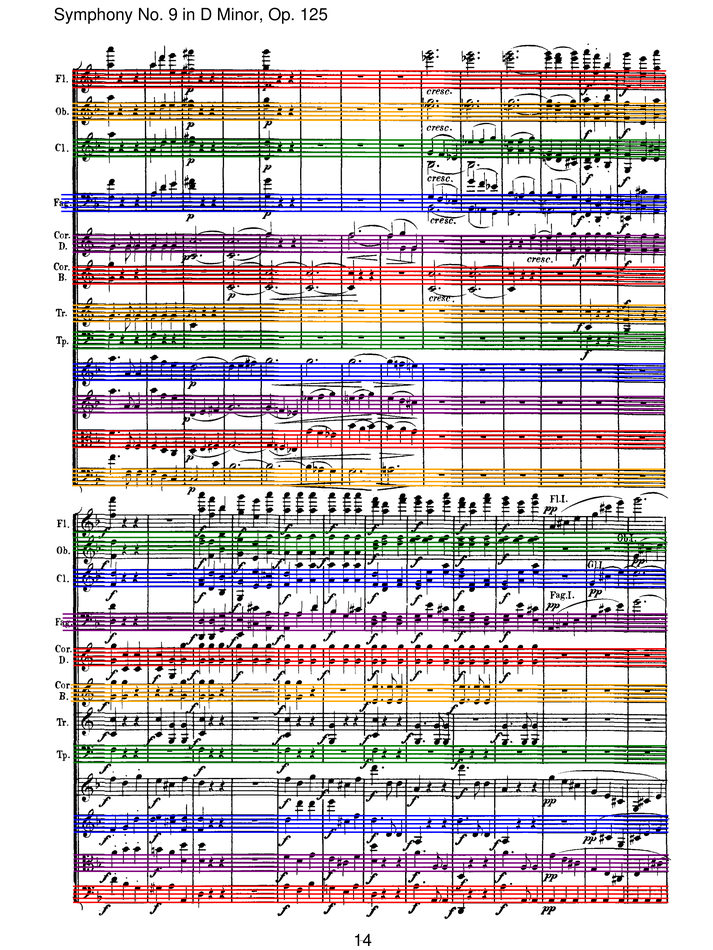 Symphony No. 9 in D Minor, Op. 125
Fl.
cresc.
Ob.
p
p
f
f
cresc.
Cl.
p
p
cresc.
f
f
Fag.
p
p
cresc.
f
f
Cor.
D.
p
cresc.
f
Cor.
B.
p
cresc.
Tr.
f
Tp.
f
p
p
p
p
Fl.I.
pp
Fl.
f
f
f
f
f
f
Ob.I.
Ob.
pp
Cl.I.
Cl.
pp
Fag.I.
pp
Fag.
Cor.
D.
Cor.
B.
Tr.
Tp.
pp
pp
pp
pp
14